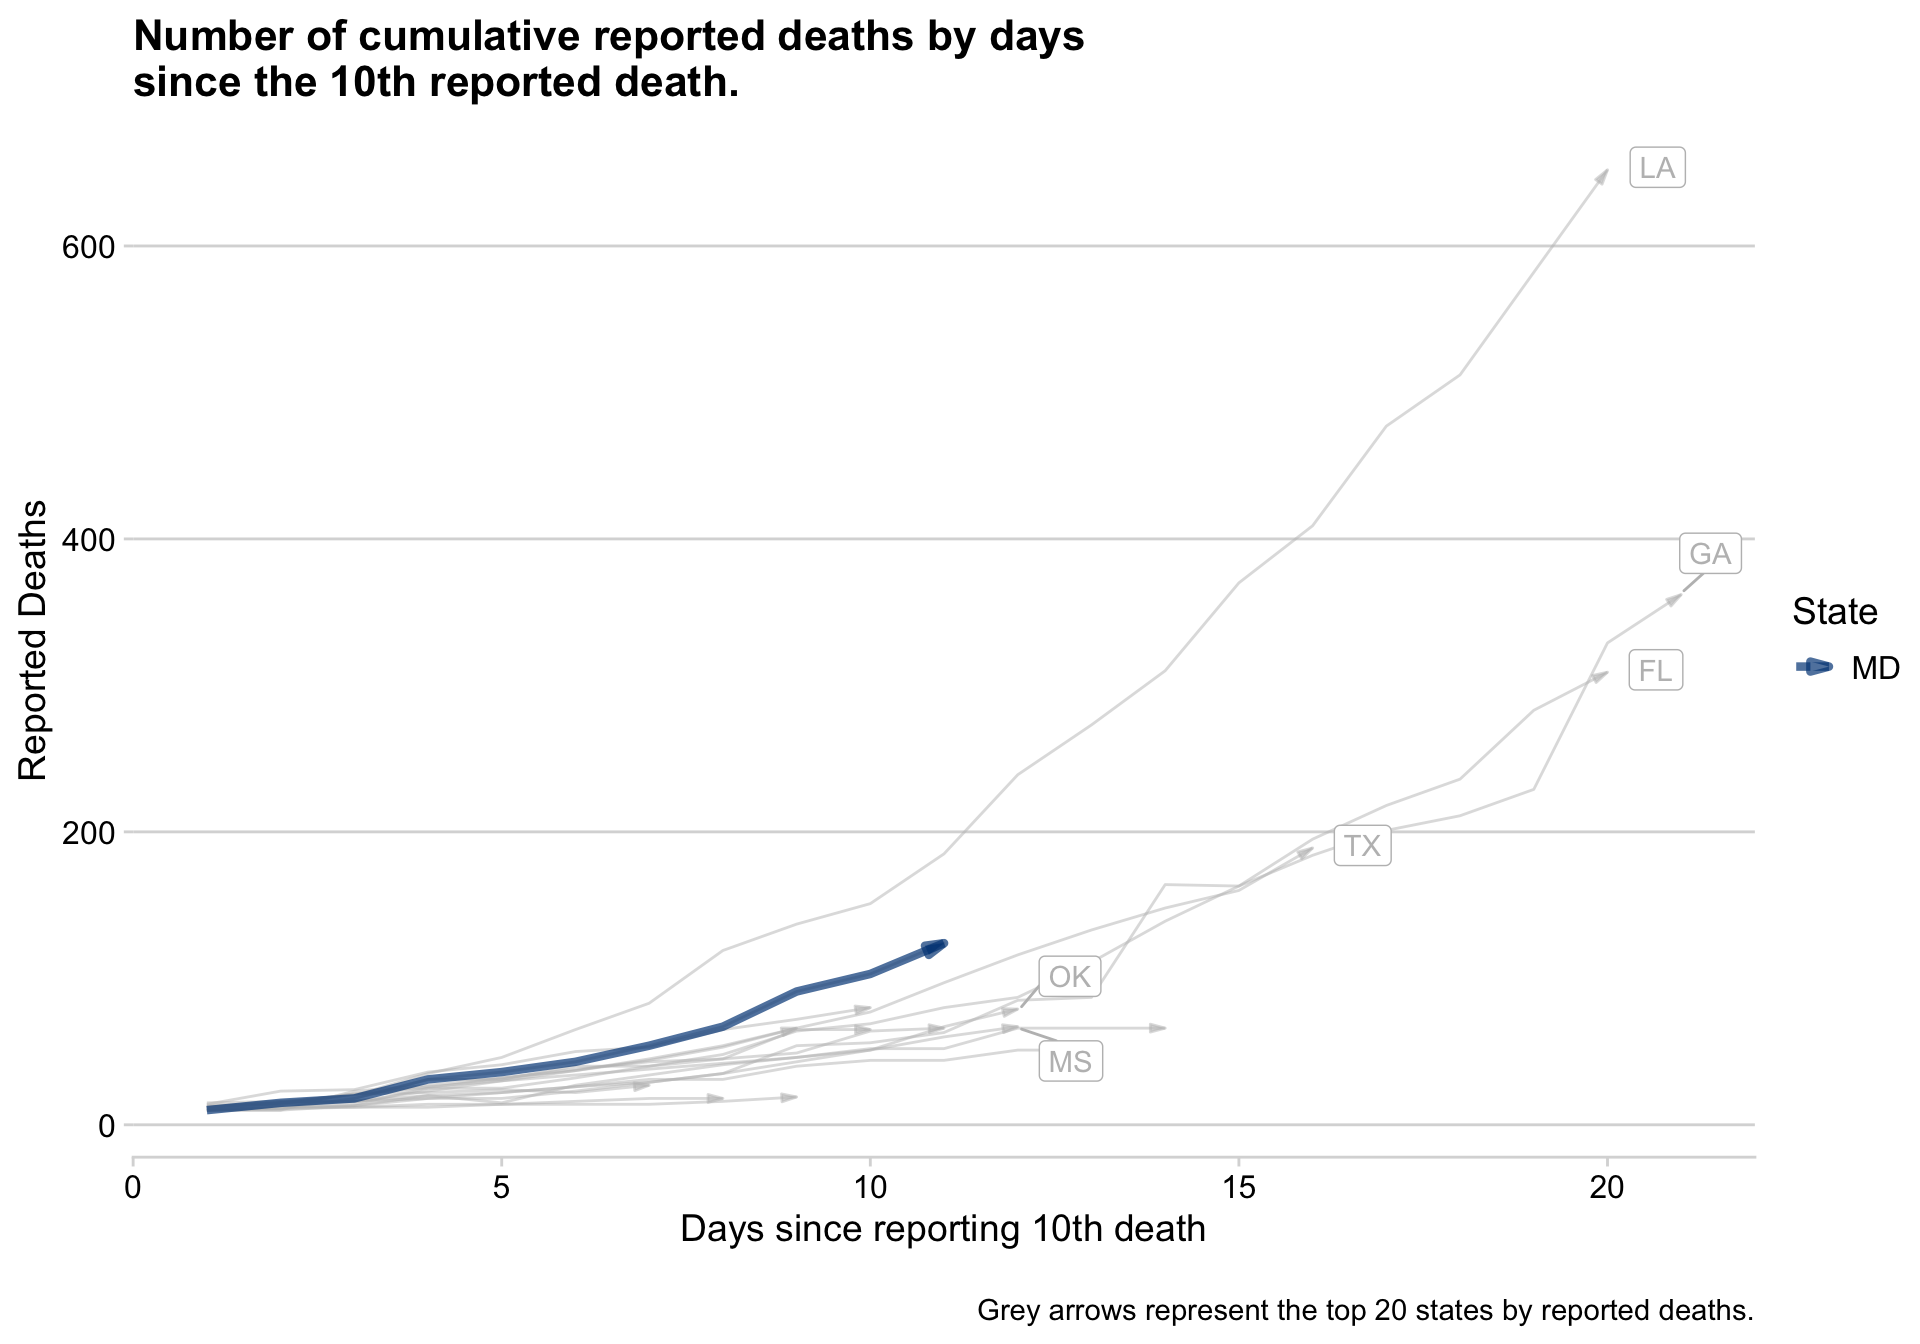 Number of cumulative reported deaths by days
since the 10th reported death.
LA
600
400
GA
FL
200
TX
OK
MS
0
0 5 10 15 20
Reported Deaths
Days since reporting 10th death
State
MD
Grey arrows represent the top 20 states by reported deaths.